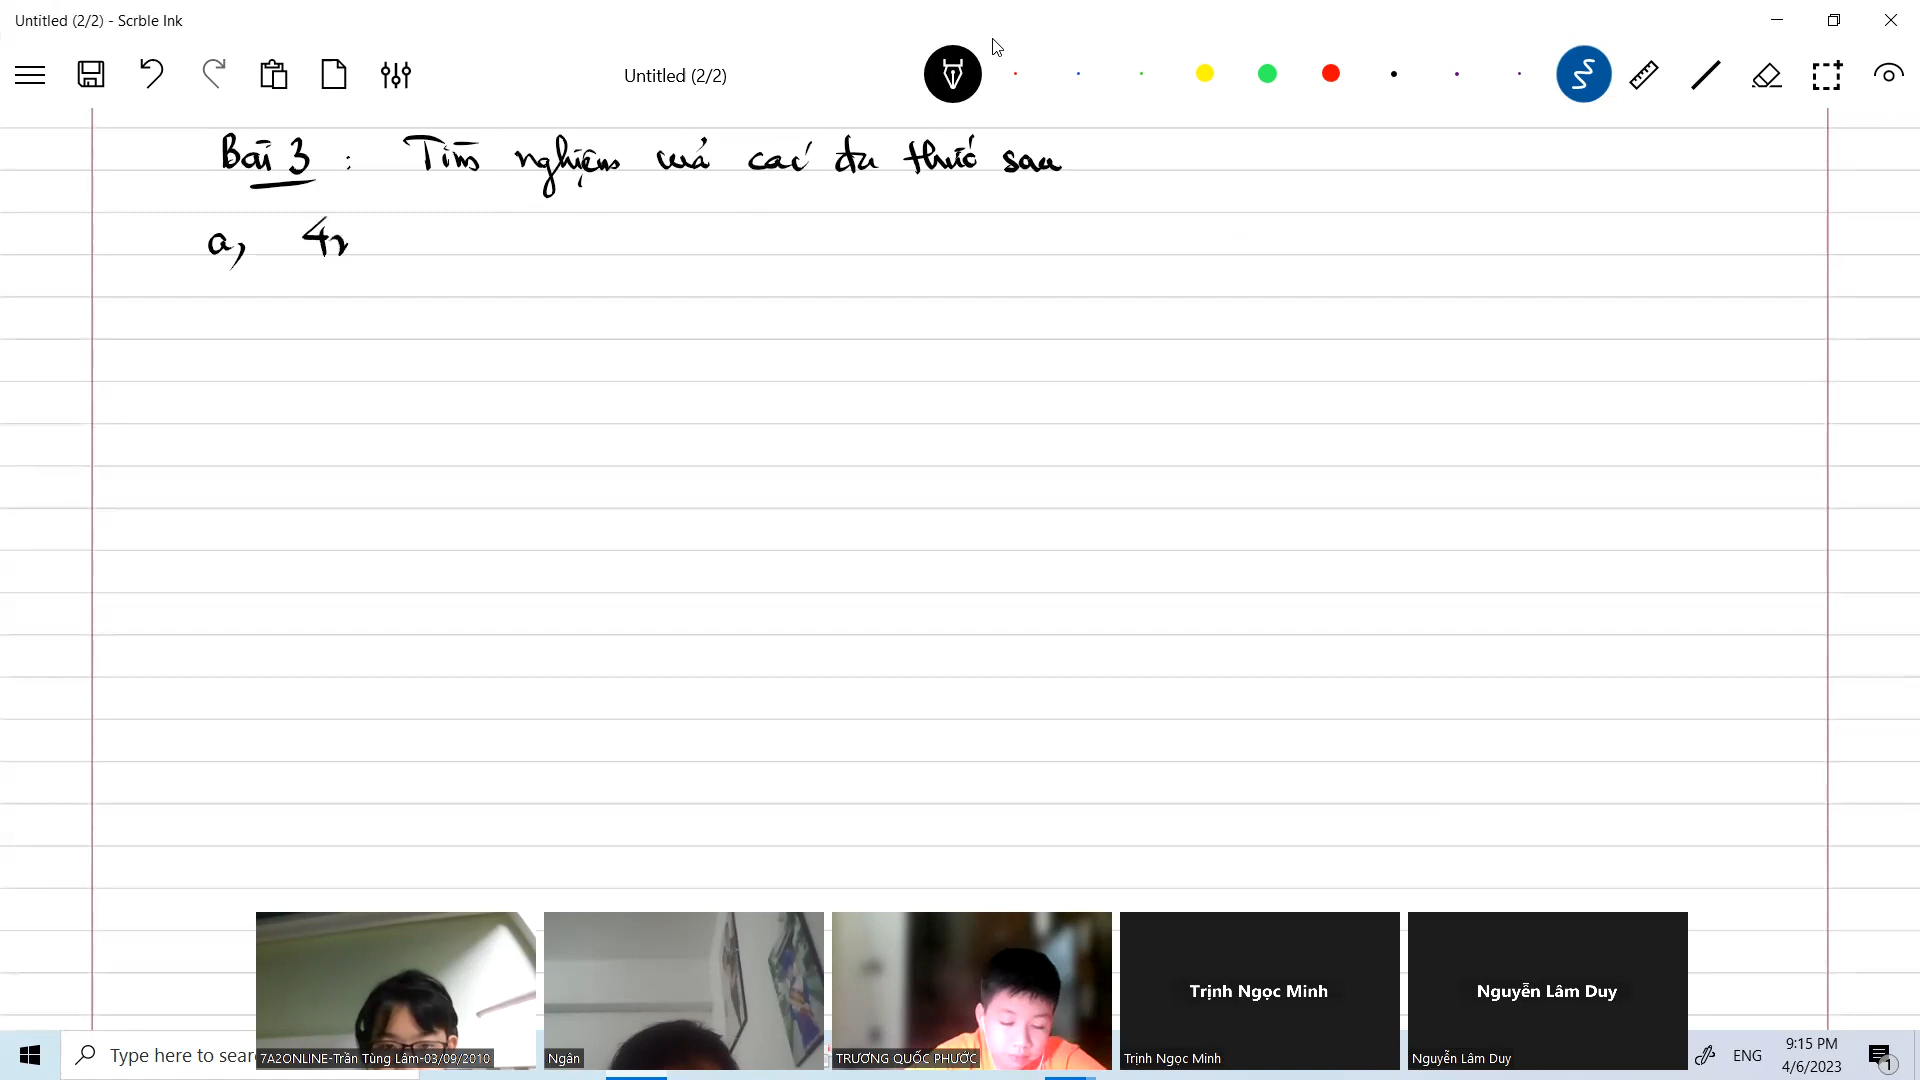 Untitled (2/2) - Scrble Ink
Untitled (2/2)
Bài 3 : Tìm nghiệm của các đa thức sau
a, 4x
Trịnh Ngọc Minh
Nguyễn Lâm Duy
7A2ONLINE-Trần Tùng Lâm-03/09/2010
Ngân
TRƯƠNG QUỐC PHƯỚC
Trịnh Ngọc Minh
Nguyễn Lâm Duy
Type here to sear
ENG
9:15 PM
4/6/2023
1